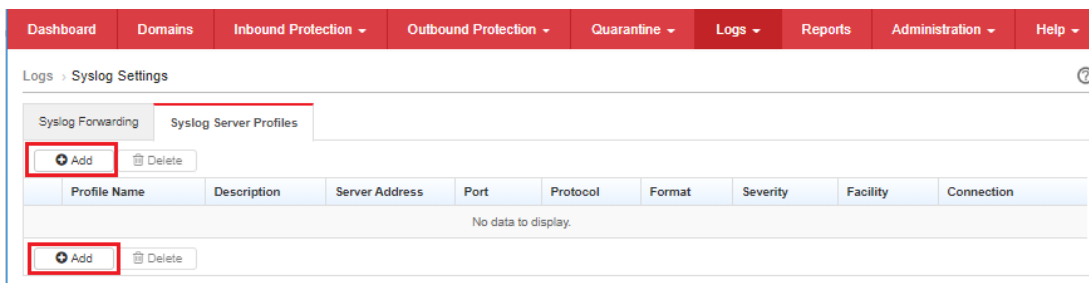 Dashboard Domains Inbound Protection Outbound Protection Quarantine Logs Reports Administration Help
Logs > Syslog Settings
Syslog Forwarding Syslog Server Profiles
Add Delete
Profile Name Description Server Address Port Protocol Format Severity Facility Connection
No data to display.
Add Delete